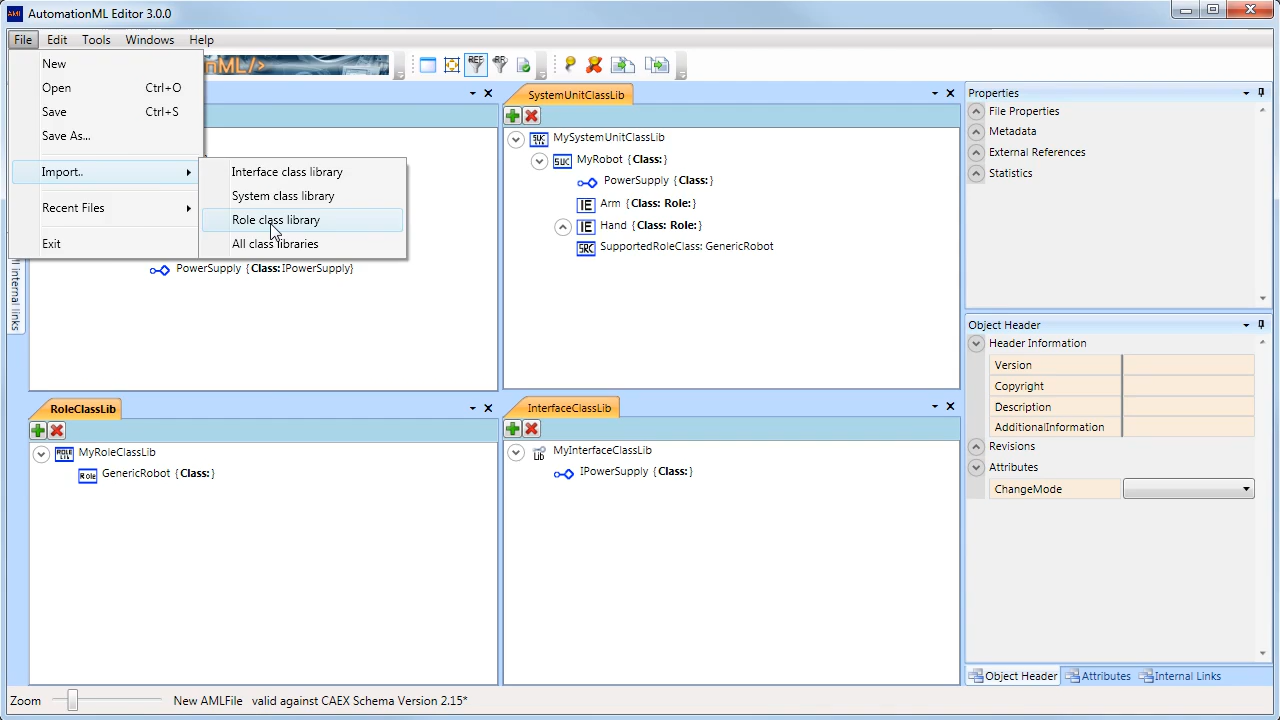 AutomationML Editor 3.0.0
File Edit Tools Windows Help
nML/>
New
Open Ctrl+O
Save Ctrl+S
Save As...
Import..
Recent Files
Exit
Interface class library
System class library
Role class library
All class libraries
PowerSupply {Class: IPowerSupply}
SystemUnitClassLib
MySystemUnitClassLib
MyRobot {Class: }
PowerSupply {Class: }
Arm {Class: Role: }
Hand {Class: Role: }
SupportedRoleClass: GenericRobot
Properties
File Properties
Metadata
External References
Statistics
RoleClassLib
MyRoleClassLib
GenericRobot {Class: }
InterfaceClassLib
MyInterfaceClassLib
IPowerSupply {Class: }
Object Header
Header Information
Version
Copyright
Description
AdditionalInformation
Revisions
Attributes
ChangeMode
Object Header Attributes Internal Links
Zoom New AMLFile valid against CAEX Schema Version 2.15*